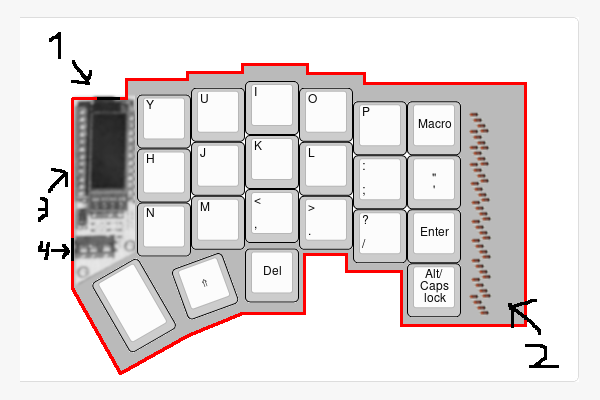 1
Y U I O P Macro
H J K L : ; " '
3
4
N M < , > . ? / Enter
⇧ Del Alt/
Caps
lock
2